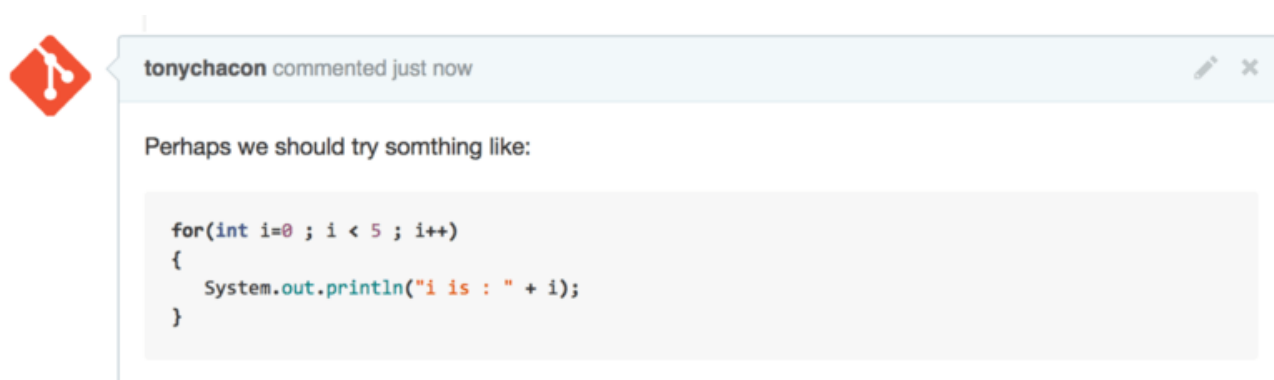 tonychacon commented just now
Perhaps we should try somthing like:
for(int i=0 ; i < 5 ; i++)
{
   System.out.println("i is : " + i);
}